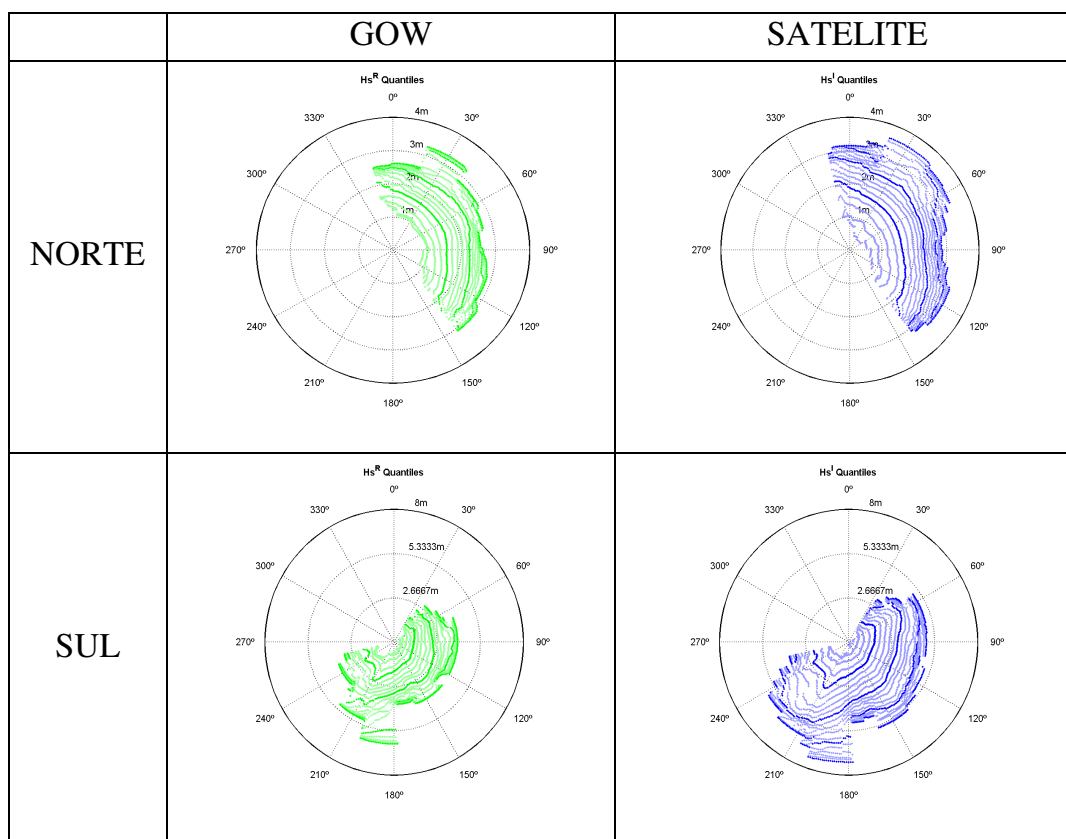 GOW
SATELITE
NORTE
Hs^R Quantiles
0º
30º
60º
90º
120º
150º
180º
210º
240º
270º
300º
330º
4m
3m
2m
1m
Hs^I Quantiles
0º
30º
60º
90º
120º
150º
180º
210º
240º
270º
300º
330º
4m
3m
2m
1m
SUL
Hs^R Quantiles
0º
30º
60º
90º
120º
150º
180º
210º
240º
270º
300º
330º
8m
5.3333m
2.6667m
Hs^I Quantiles
0º
30º
60º
90º
120º
150º
180º
210º
240º
270º
300º
330º
8m
5.3333m
2.6667m